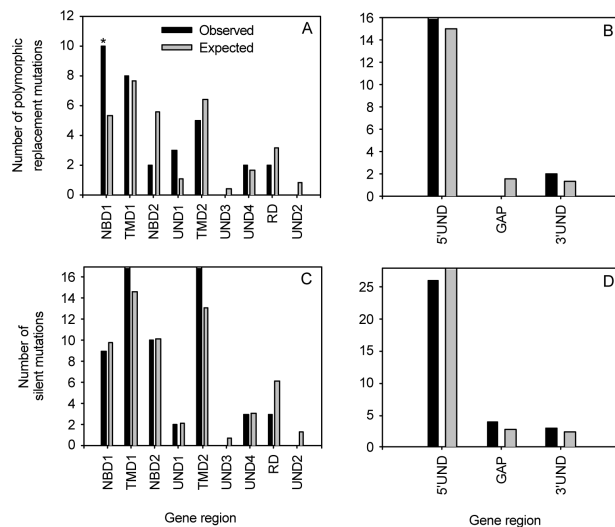 Number of polymorphic
replacement mutations
12
10
8
6
4
2
0
*
Observed
Expected
A
NBD1
TMD1
NBD2
UND1
TMD2
UND3
UND4
RD
UND2
16
14
12
10
8
6
4
2
0
B
5'UND
GAP
3'UND
Number of
silent mutations
16
14
12
10
8
6
4
2
0
C
NBD1
TMD1
NBD2
UND1
TMD2
UND3
UND4
RD
UND2
Gene region
25
20
15
10
5
0
D
5'UND
GAP
3'UND
Gene region